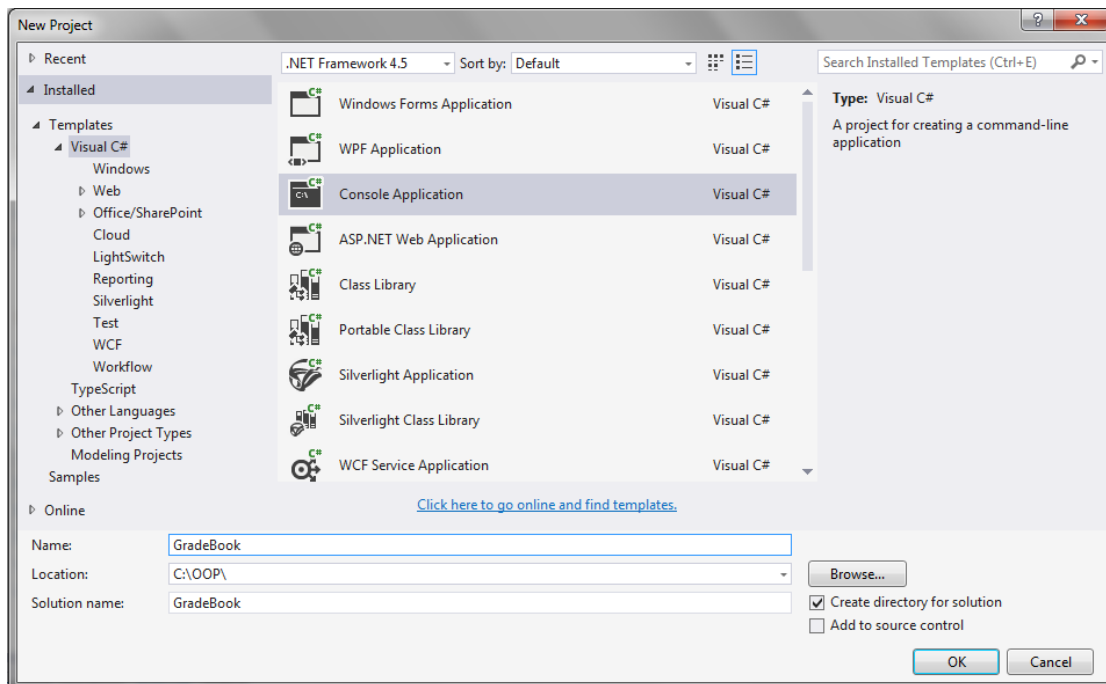 New Project
Recent
Installed
Templates
Visual C#
Windows
Web
Office/SharePoint
Cloud
LightSwitch
Reporting
Silverlight
Test
WCF
Workflow
TypeScript
Other Languages
Other Project Types
Modeling Projects
Samples
Online
.NET Framework 4.5 Sort by: Default
C# Windows Forms Application Visual C#
C# WPF Application Visual C#
C# C:\ Console Application Visual C#
C# ASP.NET Web Application Visual C#
C# Class Library Visual C#
C# Portable Class Library Visual C#
C# Silverlight Application Visual C#
C# Silverlight Class Library Visual C#
C# WCF Service Application Visual C#
Click here to go online and find templates.
Search Installed Templates (Ctrl+E)
Type: Visual C#
A project for creating a command-line
application
Name: GradeBook
Location: C:\OOP\
Browse...
Solution name: GradeBook
Create directory for solution
Add to source control
OK Cancel